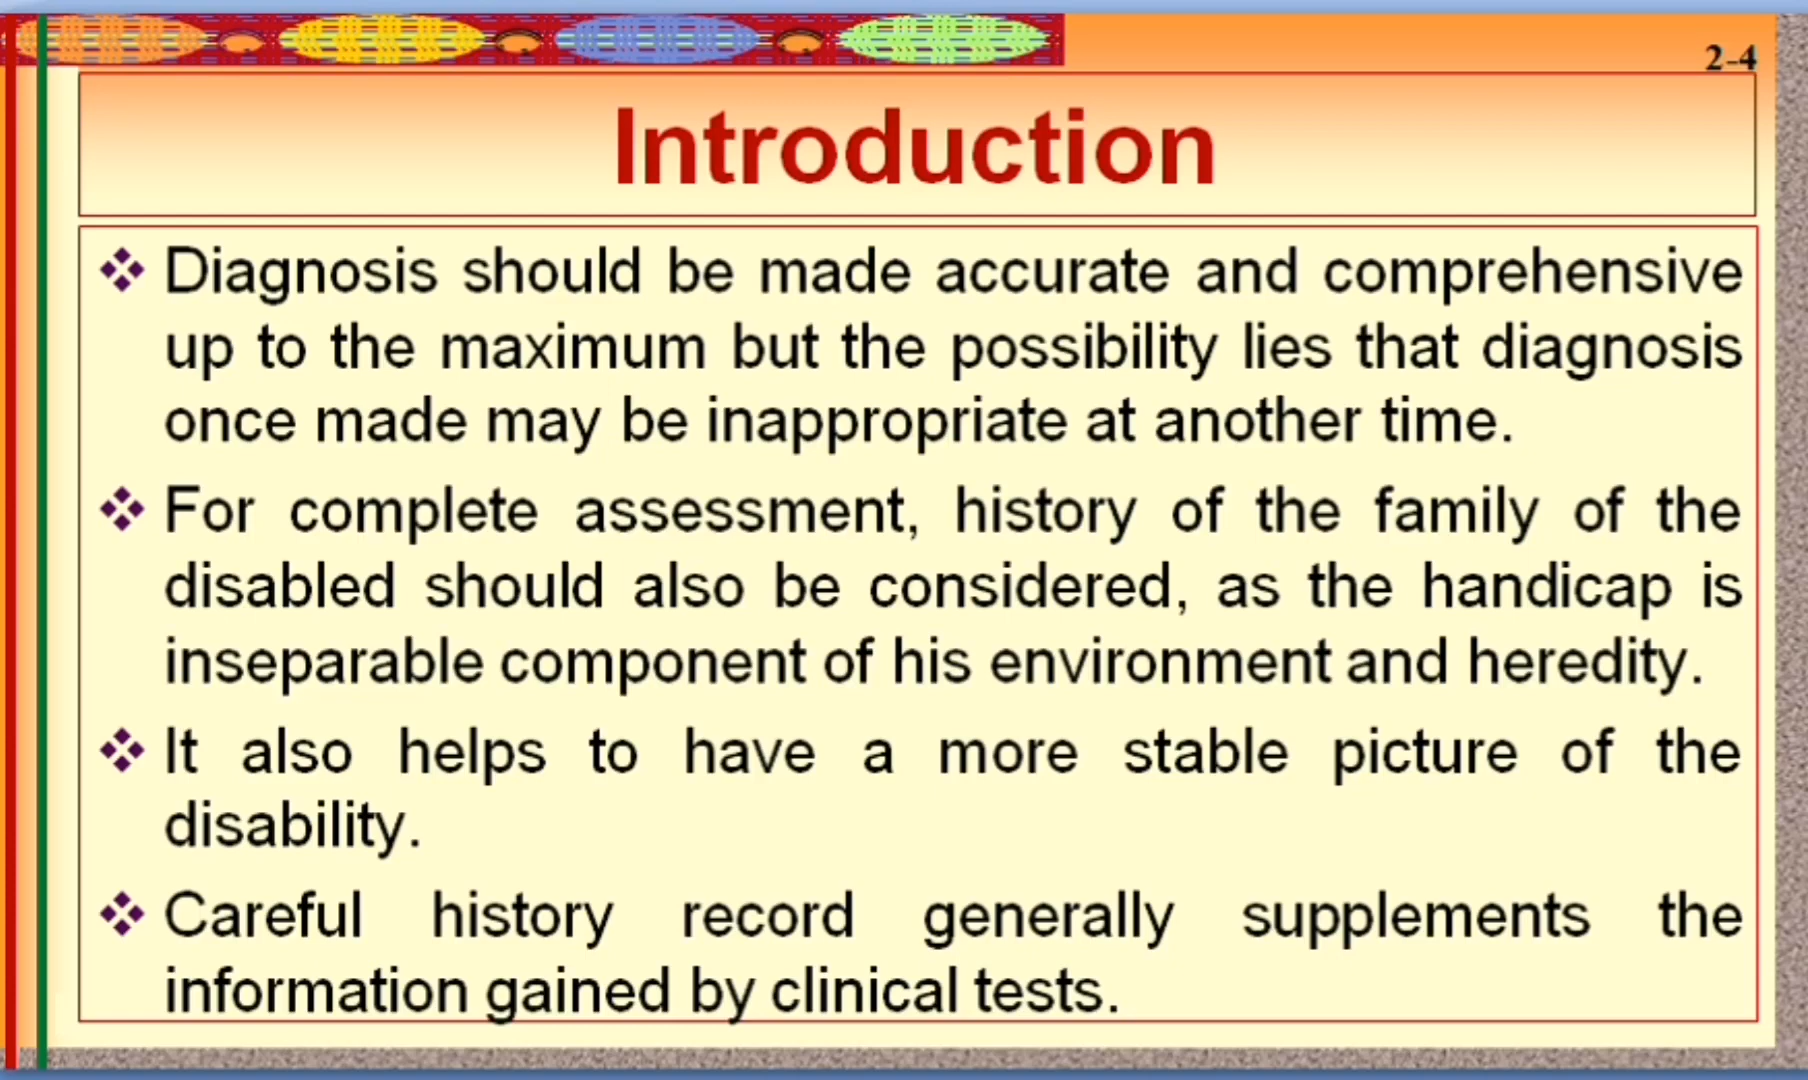 2-4
Introduction
Diagnosis should be made accurate and comprehensive
up to the maximum but the possibility lies that diagnosis
once made may be inappropriate at another time.
For complete assessment, history of the family of the
disabled should also be considered, as the handicap is
inseparable component of his environment and heredity.
It also helps to have a more stable picture of the
disability.
Careful history record generally supplements the
information gained by clinical tests.